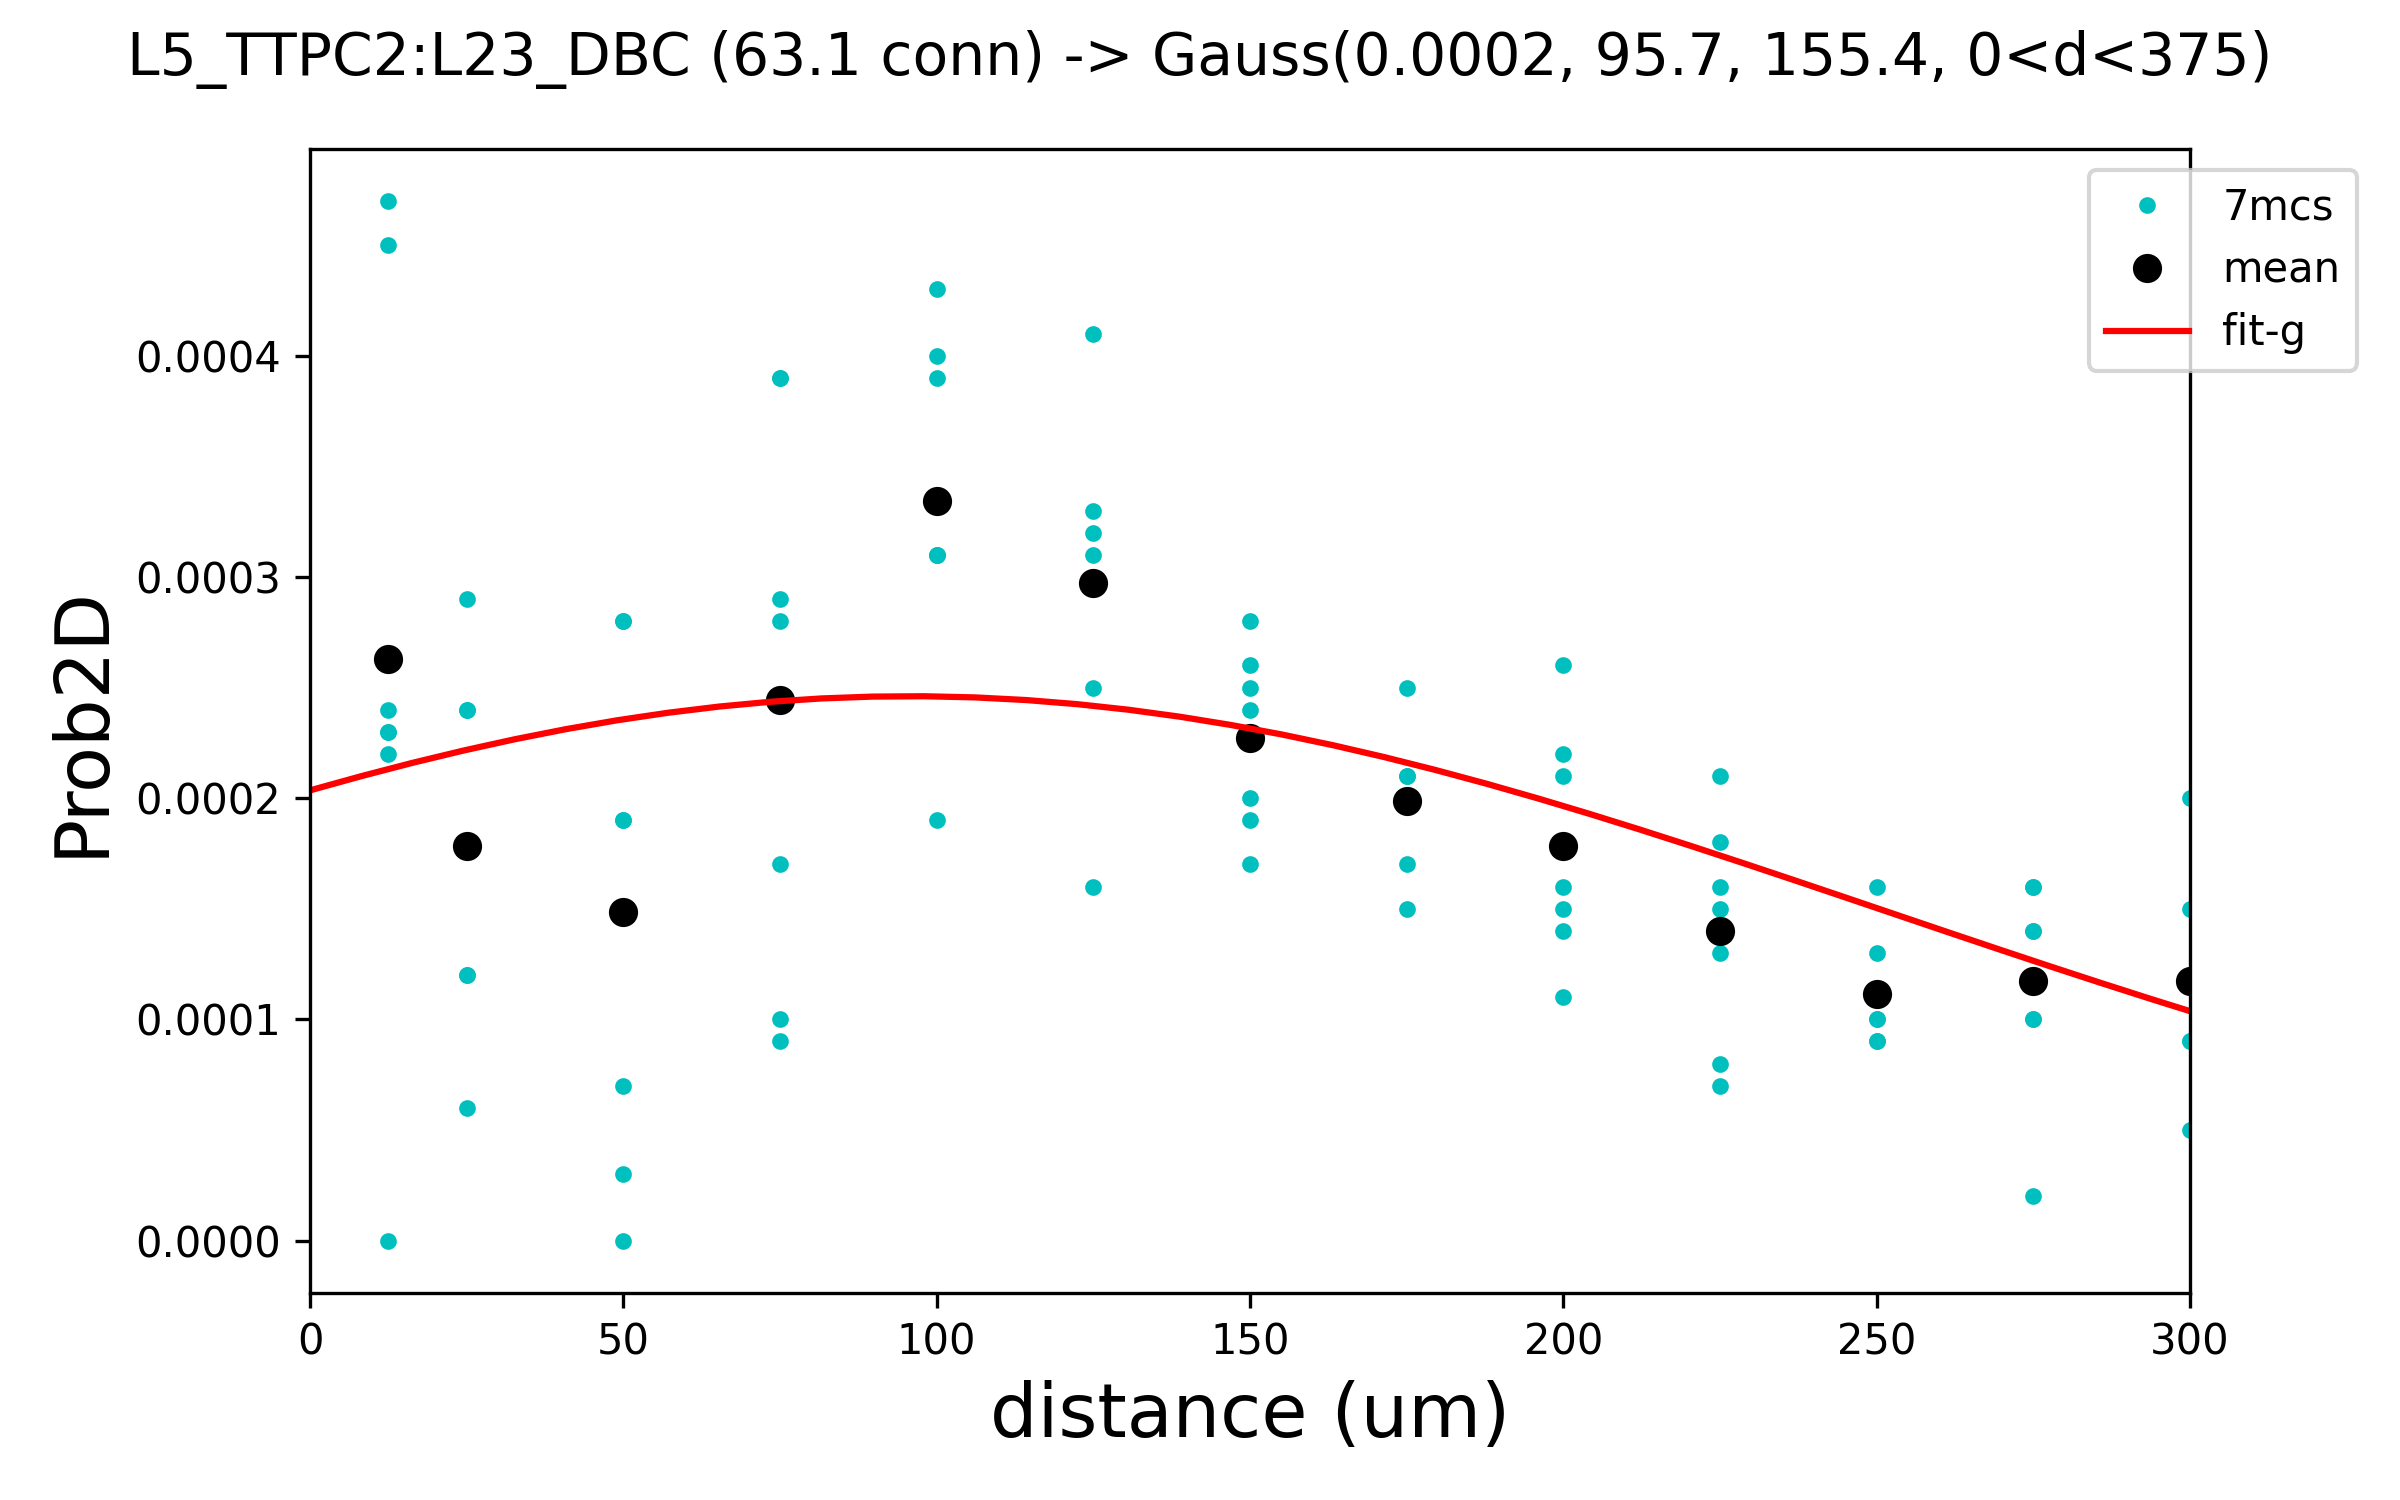 L5_TTPC2:L23_DBC (63.1 conn) -> Gauss(0.0002, 95.7, 155.4, 0<d<375)
7mcs
mean
fit-g
Prob2D
0.0004
0.0003
0.0002
0.0001
0.0000
0 50 100 150 200 250 300
distance (um)